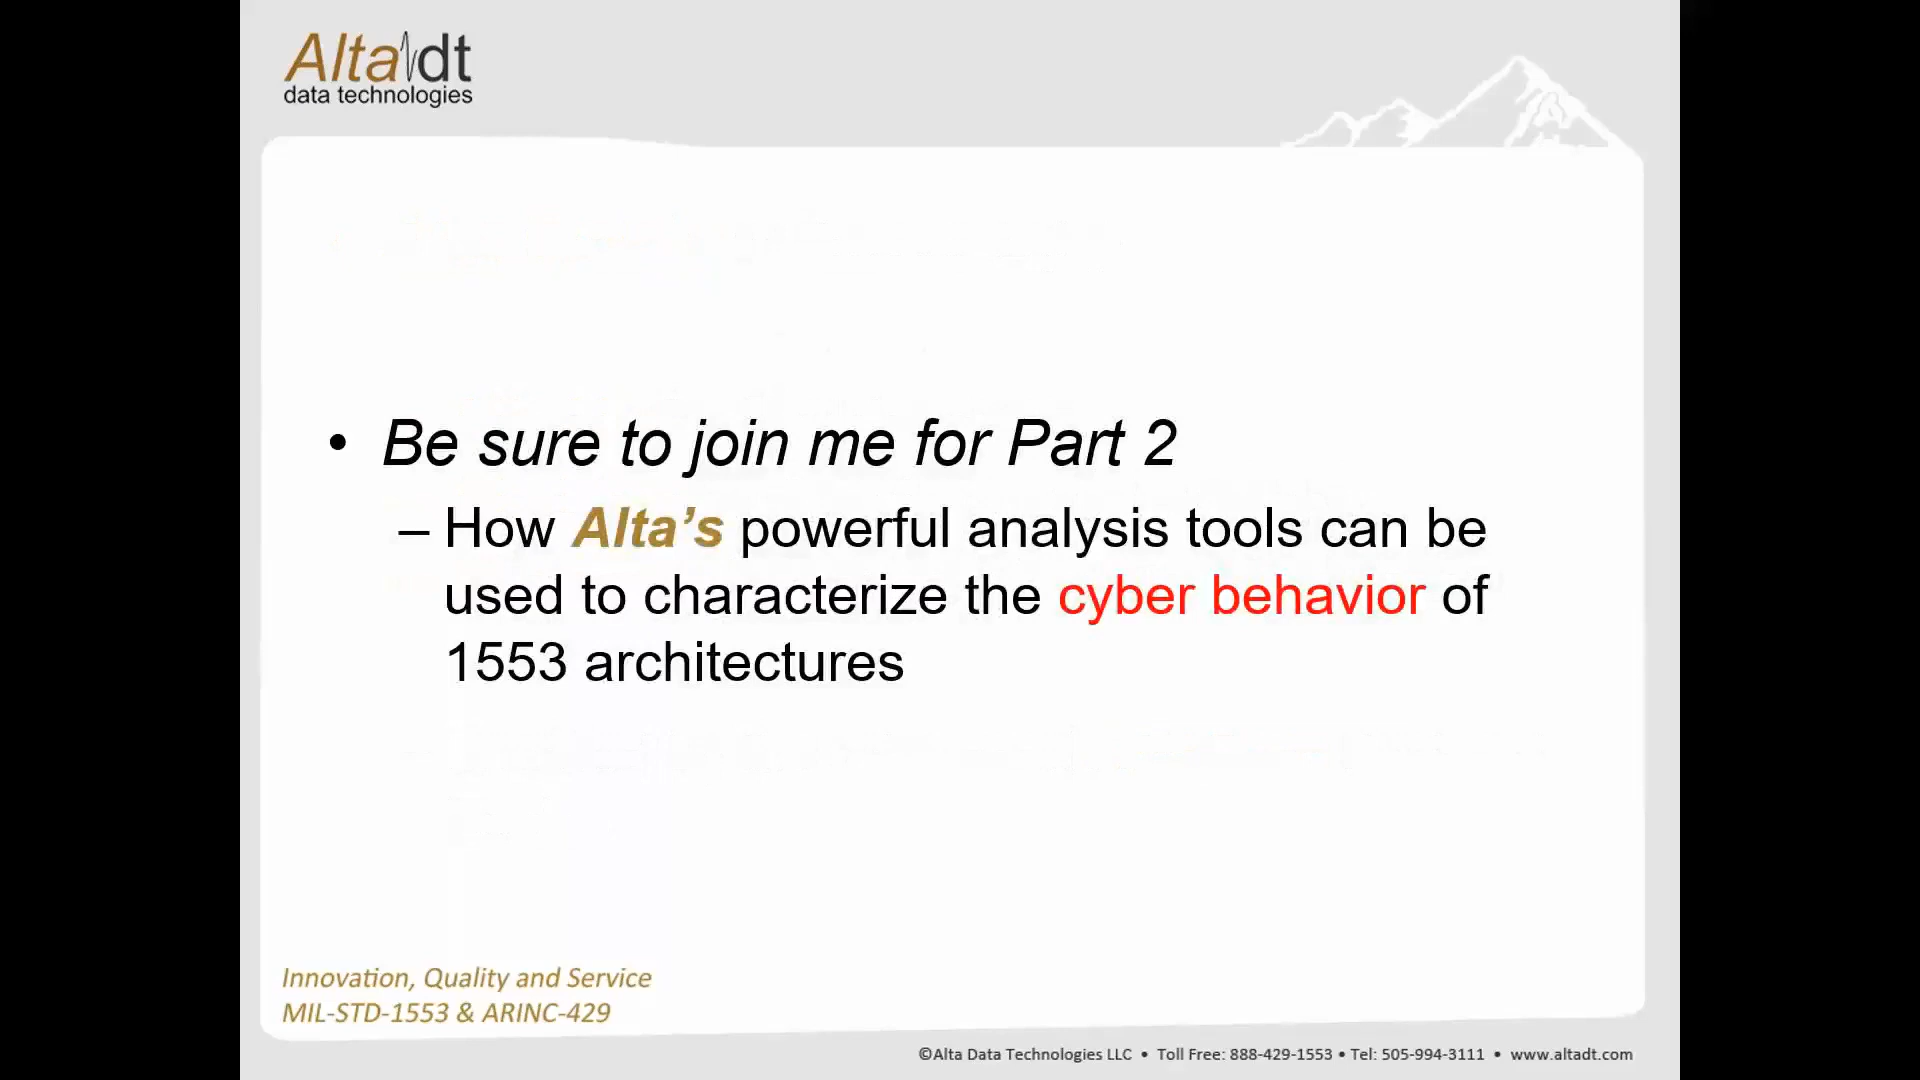 Alta dt
data technologies
• Be sure to join me for Part 2
– How Alta’s powerful analysis tools can be
used to characterize the cyber behavior of
1553 architectures
Innovation, Quality and Service
MIL-STD-1553 & ARINC-429
©Alta Data Technologies LLC • Toll Free: 888-429-1553 • Tel: 505-994-3111 • www.altadt.com